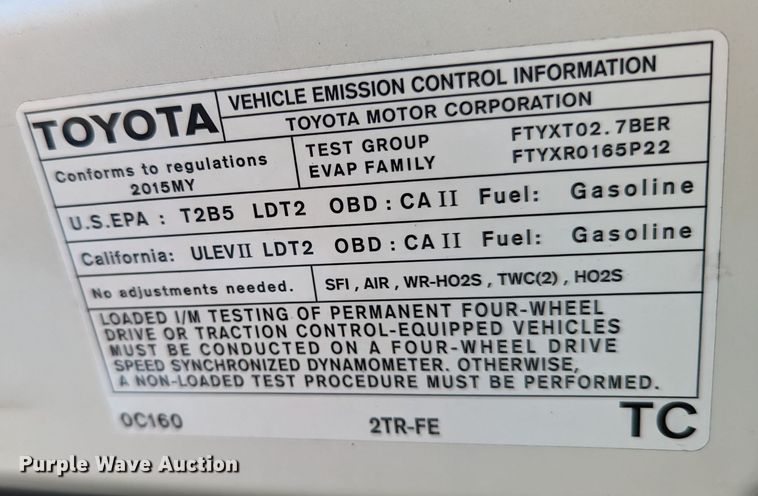 TOYOTA
VEHICLE EMISSION CONTROL INFORMATION
TOYOTA MOTOR CORPORATION
Conforms to regulations
2015MY
TEST GROUP FTYXT02.7BER
EVAP FAMILY FTYXR0165P22
U.S.EPA : T2B5 LDT2 OBD : CA II Fuel: Gasoline
California: ULEVII LDT2 OBD : CA II Fuel: Gasoline
No adjustments needed.
SFI , AIR , WR-HO2S , TWC(2) , HO2S
LOADED I/M TESTING OF PERMANENT FOUR-WHEEL
DRIVE OR TRACTION CONTROL-EQUIPPED VEHICLES
MUST BE CONDUCTED ON A FOUR-WHEEL DRIVE
SPEED SYNCHRONIZED DYNAMOMETER. OTHERWISE,
A NON-LOADED TEST PROCEDURE MUST BE PERFORMED.
0C160 2TR-FE TC
Purple Wave Auction